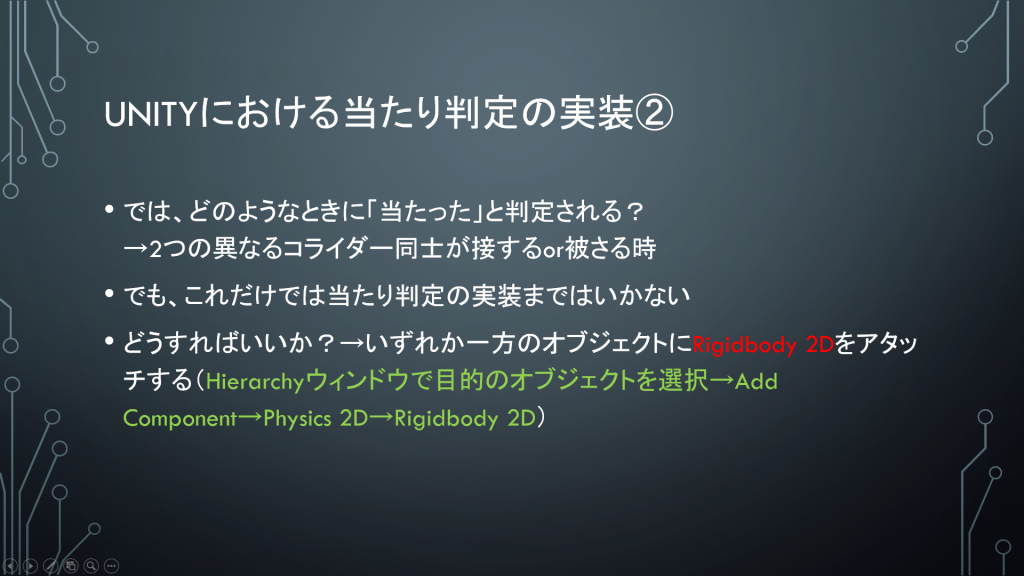 UNITYにおける当たり判定の実装②
• では、どのようなときに「当たった」と判定される？
→2つの異なるコライダー同士が接するor被さる時
• でも、これだけでは当たり判定の実装まではいかない
• どうすればいいか？→いずれか一方のオブジェクトにRigidbody 2Dをアタッ
チする（Hierarchyウィンドウで目的のオブジェクトを選択→Add
Component→Physics 2D→Rigidbody 2D）